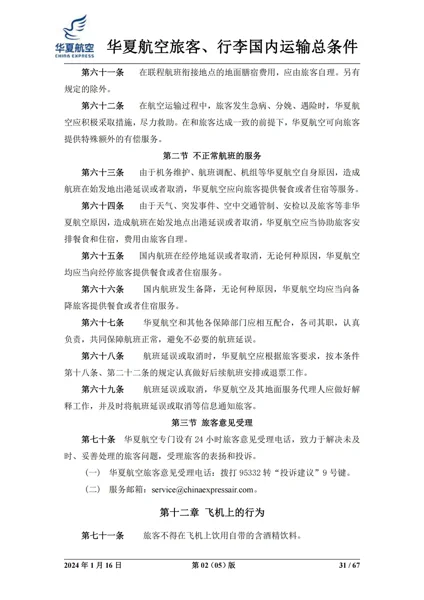 华夏航空
CHINA EXPRESS
华夏航空旅客、行李国内运输总条件
第六十一条 在联程航班衔接地点的地面膳宿费用，应由旅客自理。另有
规定的除外。
第六十二条 在航空运输过程中，旅客发生急病、分娩、遇险时，华夏航
空应积极采取措施，尽力救助。在和旅客达成一致的前提下，华夏航空可向旅客
提供特殊额外的有偿服务。
第二节 不正常航班的服务
第六十三条 由于机务维护、航班调配、机组等华夏航空自身原因，造成
航班在始发地出港延误或者取消，华夏航空应向旅客提供餐食或者住宿等服务。
第六十四条 由于天气、突发事件、空中交通管制、安检以及旅客等非华
夏航空原因，造成航班在始发地点出港延误或者取消，华夏航空应当协助旅客安
排餐食和住宿，费用由旅客自理。
第六十五条 国内航班在经停地延误或者取消，无论何种原因，华夏航空
均应当向经停旅客提供餐食或者住宿服务。
第六十六条 国内航班发生备降，无论何种原因，华夏航空均应当向备
降旅客提供餐食或者住宿服务。
第六十七条 华夏航空和其他各保障部门应相互配合，各司其职，认真
负责，共同保障航班正常，避免不必要的航班延误。
第六十八条 航班延误或取消时，华夏航空应根据旅客要求，按本条件
第十八条、第二十二条的规定认真做好后续航班安排或退票工作。
第六十九条 航班延误或取消，华夏航空及其地面服务代理人应做好解
释工作，并及时将航班延误或取消等信息通知旅客。
第三节 旅客意见受理
第七十条 华夏航空专门设有 24 小时旅客意见受理电话，致力于解决未及
时、妥善处理的旅客问题，受理旅客的表扬和投诉。
(一) 华夏航空旅客意见受理电话：拨打 95332 转“投诉建议”9 号键。
(二) 服务邮箱：service@chinaexpressair.com。
第十二章 飞机上的行为
第七十一条 旅客不得在飞机上饮用自带的含酒精饮料。
2024 年 1 月 16 日 第 02（05）版 31 / 67